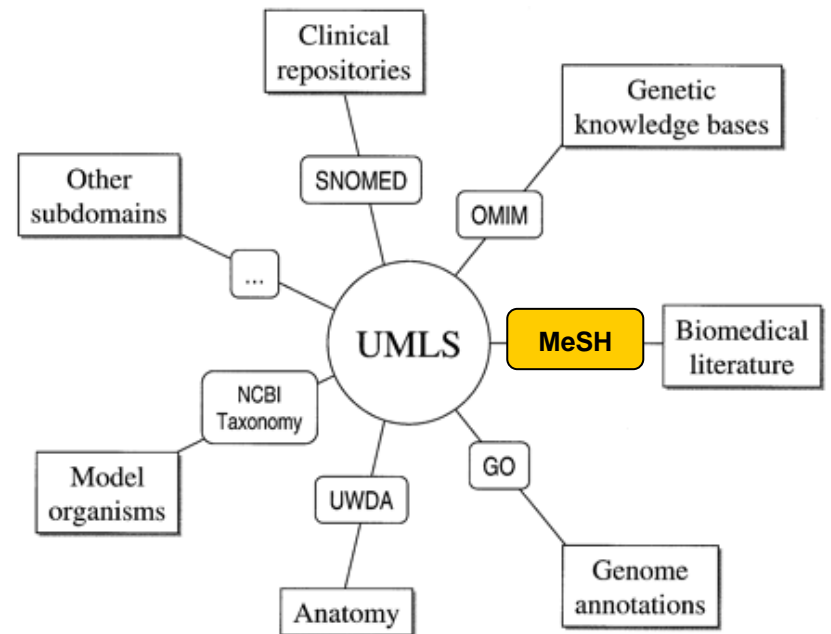 Clinical
repositories
Genetic
knowledge bases
Other
subdomains
SNOMED
OMIM
...
UMLS
MeSH
Biomedical
literature
NCBI
Taxonomy
Model
organisms
UWDA
GO
Anatomy
Genome
annotations